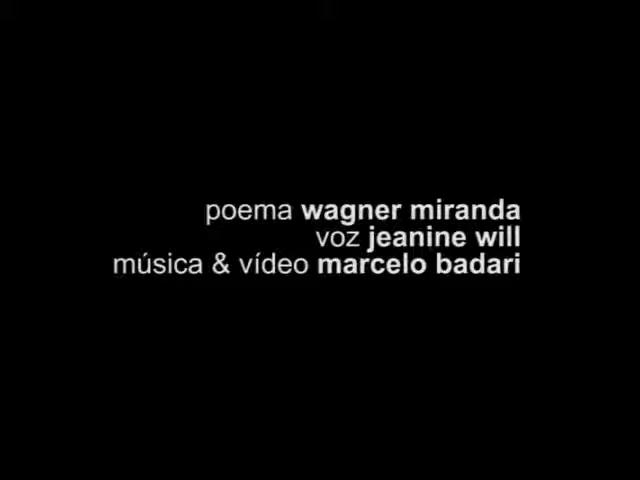 poema wagner miranda
voz jeanine will
música & vídeo marcelo badari